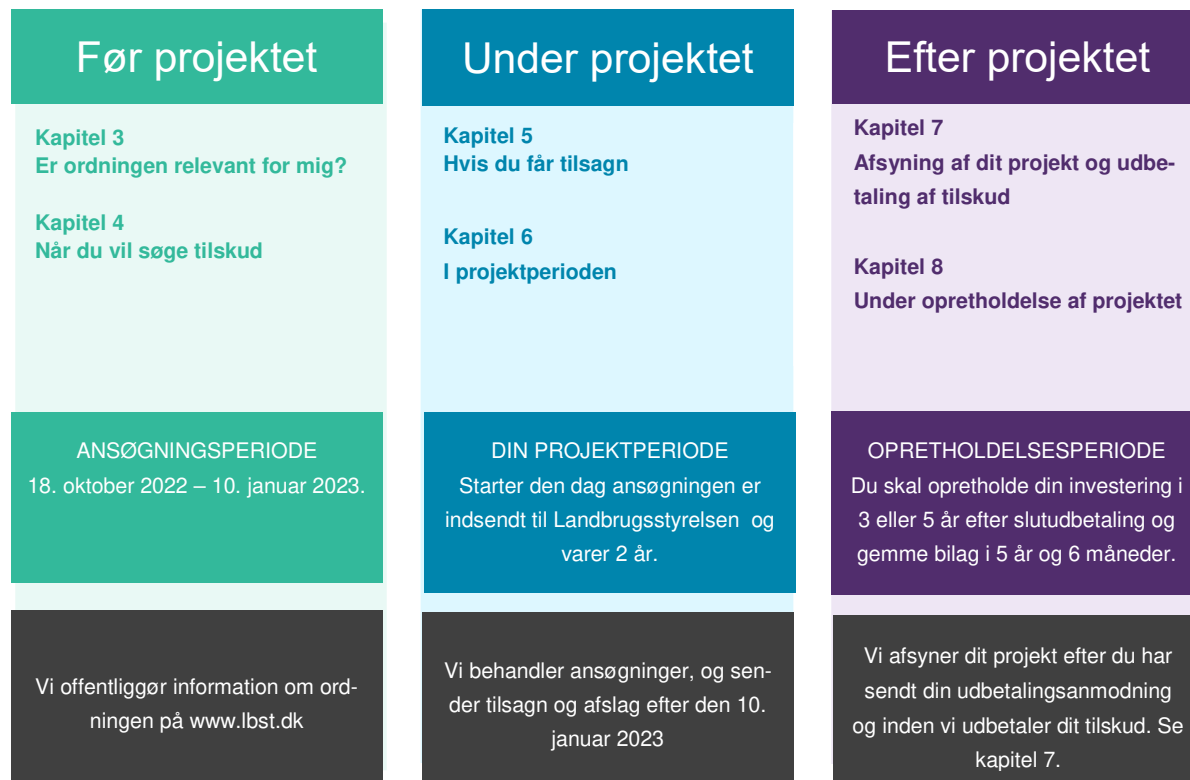 Før projektet
Kapitel 3
Er ordningen relevant for mig?
Kapitel 4
Når du vil søge tilskud
ANSØGNINGSPERIODE
18. oktober 2022 – 10. januar 2023.
Vi offentliggør information om ord-
ningen på www.lbst.dk
Under projektet
Kapitel 5
Hvis du får tilsagn
Kapitel 6
I projektperioden
DIN PROJEKTPERIODE
Starter den dag ansøgningen er
indsendt til Landbrugsstyrelsen og
varer 2 år.
Vi behandler ansøgninger, og sen-
der tilsagn og afslag efter den 10.
januar 2023
Efter projektet
Kapitel 7
Afsyning af dit projekt og udbe-
taling af tilskud
Kapitel 8
Under opretholdelse af projektet
OPRETHOLDELSESPERIODE
Du skal opretholde din investering i
3 eller 5 år efter slutudbetaling og
gemme bilag i 5 år og 6 måneder.
Vi afsyner dit projekt efter du har
sendt din udbetalingsanmodning
og inden vi udbetaler dit tilskud. Se
kapitel 7.